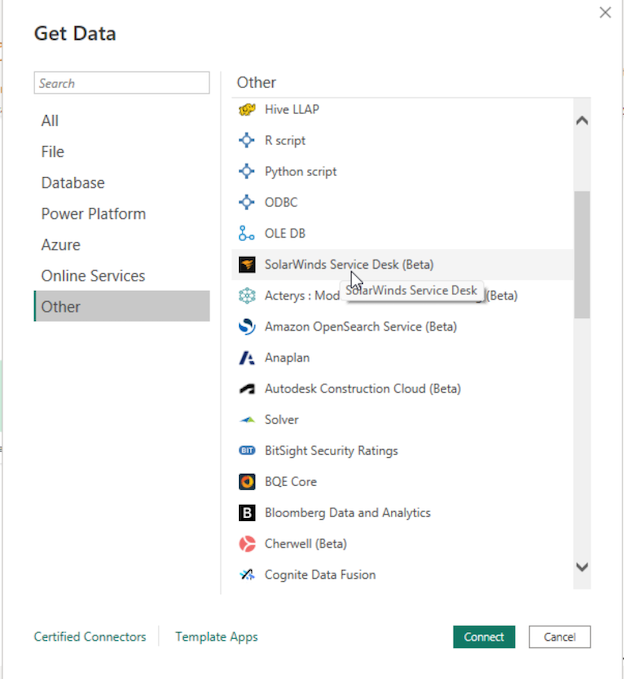 Get Data
Search
All
File
Database
Power Platform
Azure
Online Services
Other
Other
Hive LLAP
R script
Python script
ODBC
OLE DB
SolarWinds Service Desk (Beta)
SolarWinds Service Desk
Acterys : Mod (Beta)
Amazon OpenSearch Service (Beta)
Anaplan
Autodesk Construction Cloud (Beta)
Solver
BIT BitSight Security Ratings
BQE Core
B Bloomberg Data and Analytics
Cherwell (Beta)
Cognite Data Fusion
Certified Connectors
Template Apps
Connect
Cancel